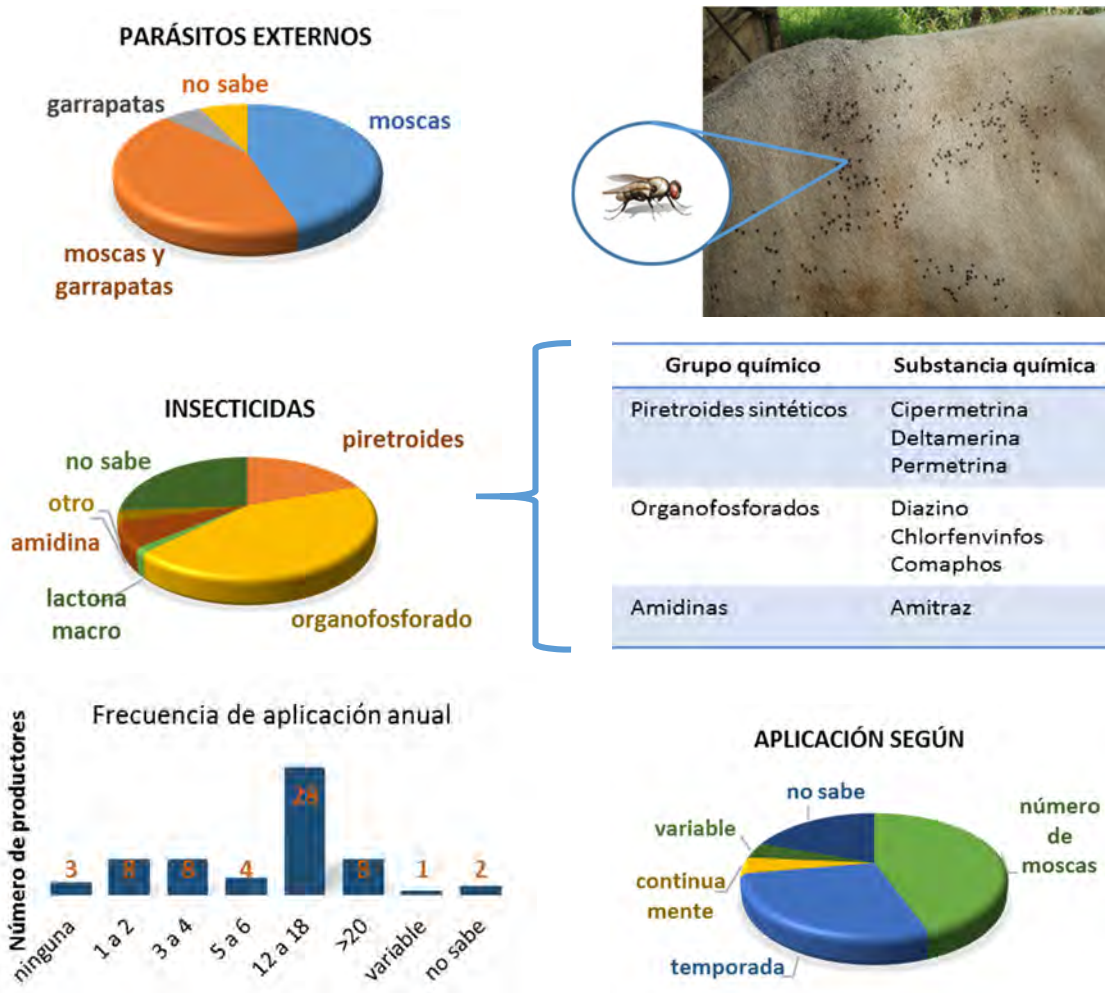 PARÁSITOS EXTERNOS
no sabe
garrapatas
moscas
moscas y
garrapatas
INSECTICIDAS
piretroides
no sabe
otro
amidina
lactona
macro
organofosforado
Grupo químico Substancia química
Piretroides sintéticos Cipermetrina
Deltamerina
Permetrina
Organofosforados Diazino
Chlorfenvinfos
Comaphos
Amidinas Amitraz
Frecuencia de aplicación anual
Número de productores
3 8 8 4 28 8 1 2
ninguna 1 a 2 3 a 4 5 a 6 12 a 18 >20 variable no sabe
APLICACIÓN SEGÚN
no sabe
variable
número
de
moscas
continua
mente
temporada